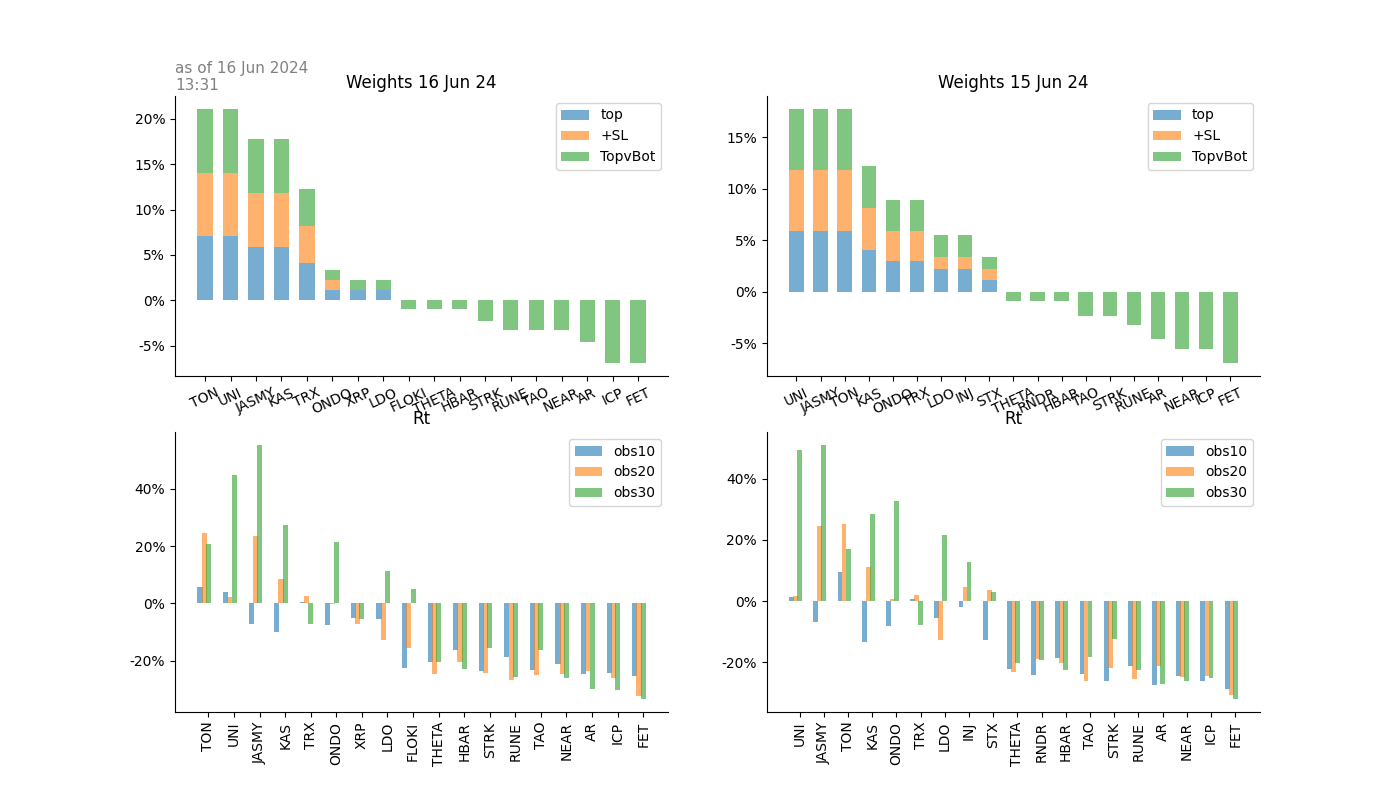 as of 16 Jun 2024
13:31
Weights 16 Jun 24
20%
15%
10%
5%
0%
-5%
top
+SL
TopvBot
TON UNI JASMY KAS TRX ONDO XRP LDO FLOKI THETA HBAR STRK RUNE TAO NEAR AR ICP FET
Weights 15 Jun 24
15%
10%
5%
0%
-5%
top
+SL
TopvBot
UNI JASMY TON KAS ONDO TRX LDO INJ STX THETA RNDR HBAR TAO STRK RUNE AR NEAR ICP FET
Rt
40%
20%
0%
-20%
obs10
obs20
obs30
TON UNI JASMY KAS TRX ONDO XRP LDO FLOKI THETA HBAR STRK RUNE TAO NEAR AR ICP FET
Rt
40%
20%
0%
-20%
obs10
obs20
obs30
UNI JASMY TON KAS ONDO TRX LDO INJ STX THETA RNDR HBAR TAO STRK RUNE AR NEAR ICP FET